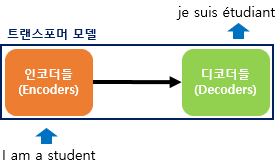 je suis étudiant
트랜스포머 모델
인코더들
(Encoders)
디코더들
(Decoders)
I am a student